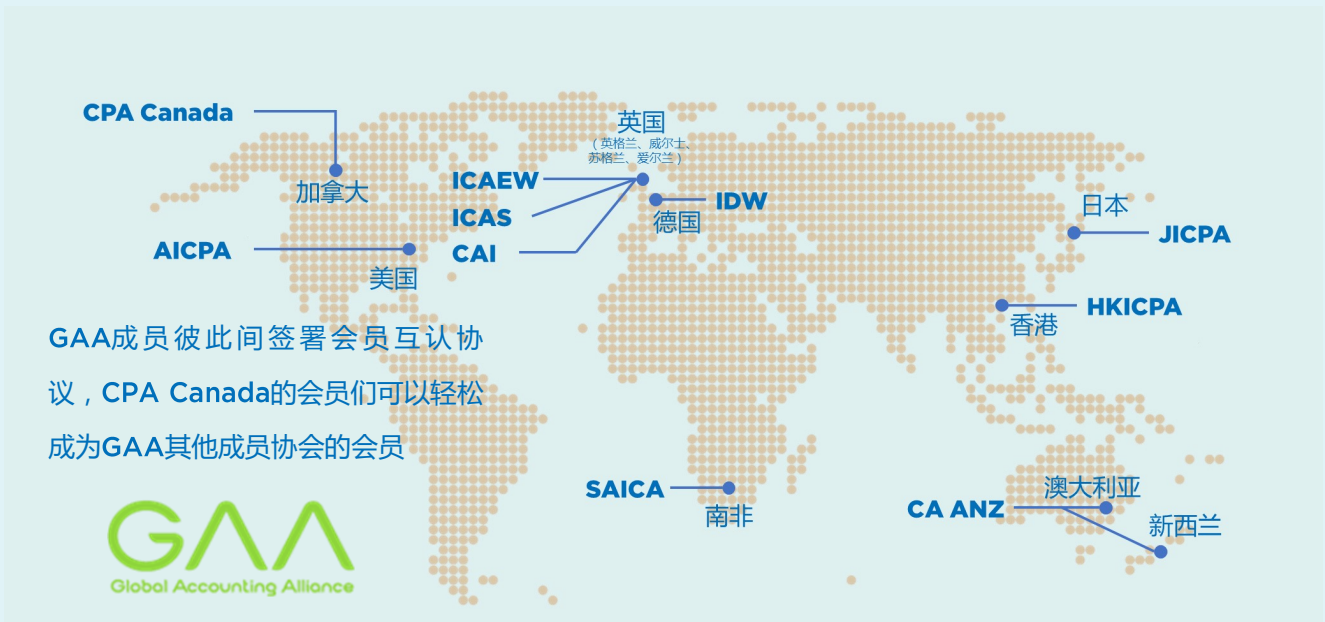 CPA Canada
加拿大
AICPA
美国
英国
（英格兰、威尔士、
苏格兰、爱尔兰）
ICAEW
ICAS
CAI
IDW
德国
日本
JICPA
HKICPA
香港
GAA成员彼此间签署会员互认协
议，CPA Canada的会员们可以轻松
成为GAA其他成员协会的会员
SAICA
南非
CA ANZ
澳大利亚
新西兰
GAA
Global Accounting Alliance